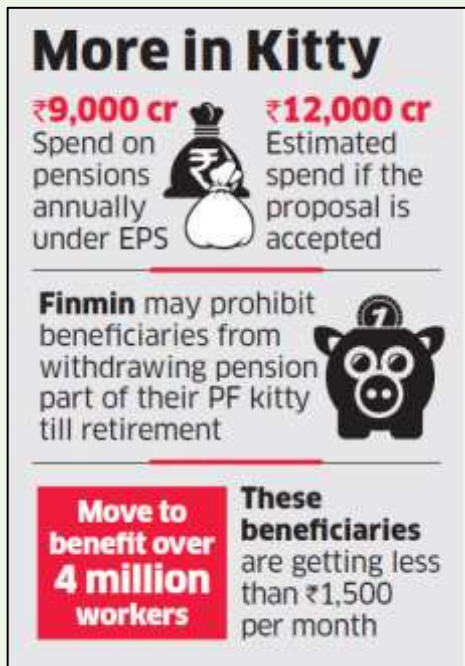 More in Kitty
₹9,000 cr
Spend on
pensions
annually
under EPS
₹
₹12,000 cr
Estimated
spend if the
proposal is
accepted
Finmin may prohibit
beneficiaries from
withdrawing pension
part of their PF kitty
till retirement
1
Move to
benefit over
4 million
workers
These
beneficiaries
are getting less
than ₹1,500
per month